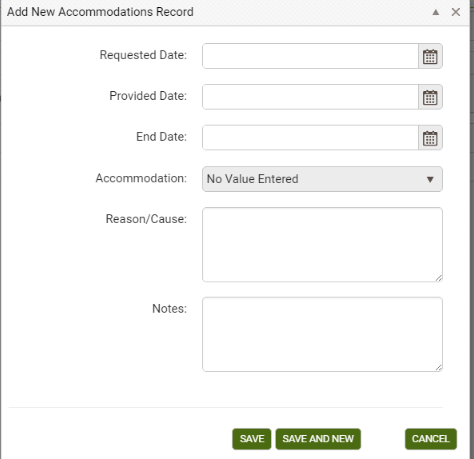 Add New Accommodations Record
Requested Date:
Provided Date:
End Date:
Accommodation: No Value Entered
Reason/Cause:
Notes:
SAVE SAVE AND NEW CANCEL